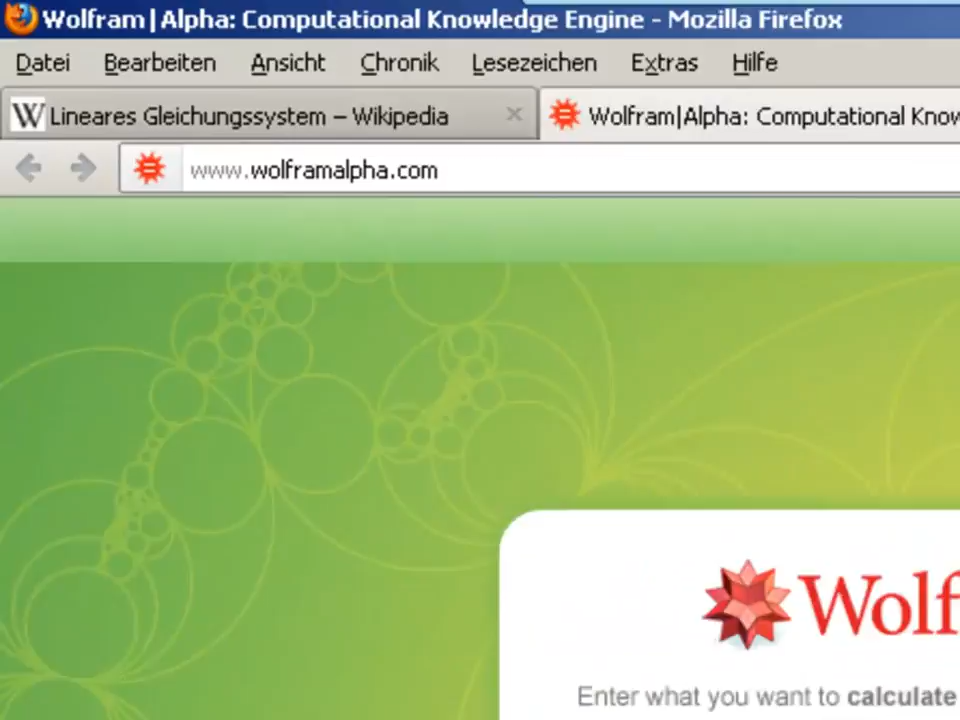 Wolfram|Alpha: Computational Knowledge Engine - Mozilla Firefox
Datei Bearbeiten Ansicht Chronik Lesezeichen Extras Hilfe
Lineares Gleichungssystem – Wikipedia Wolfram|Alpha: Computational Know
www.wolframalpha.com
Wolf
Enter what you want to calculate